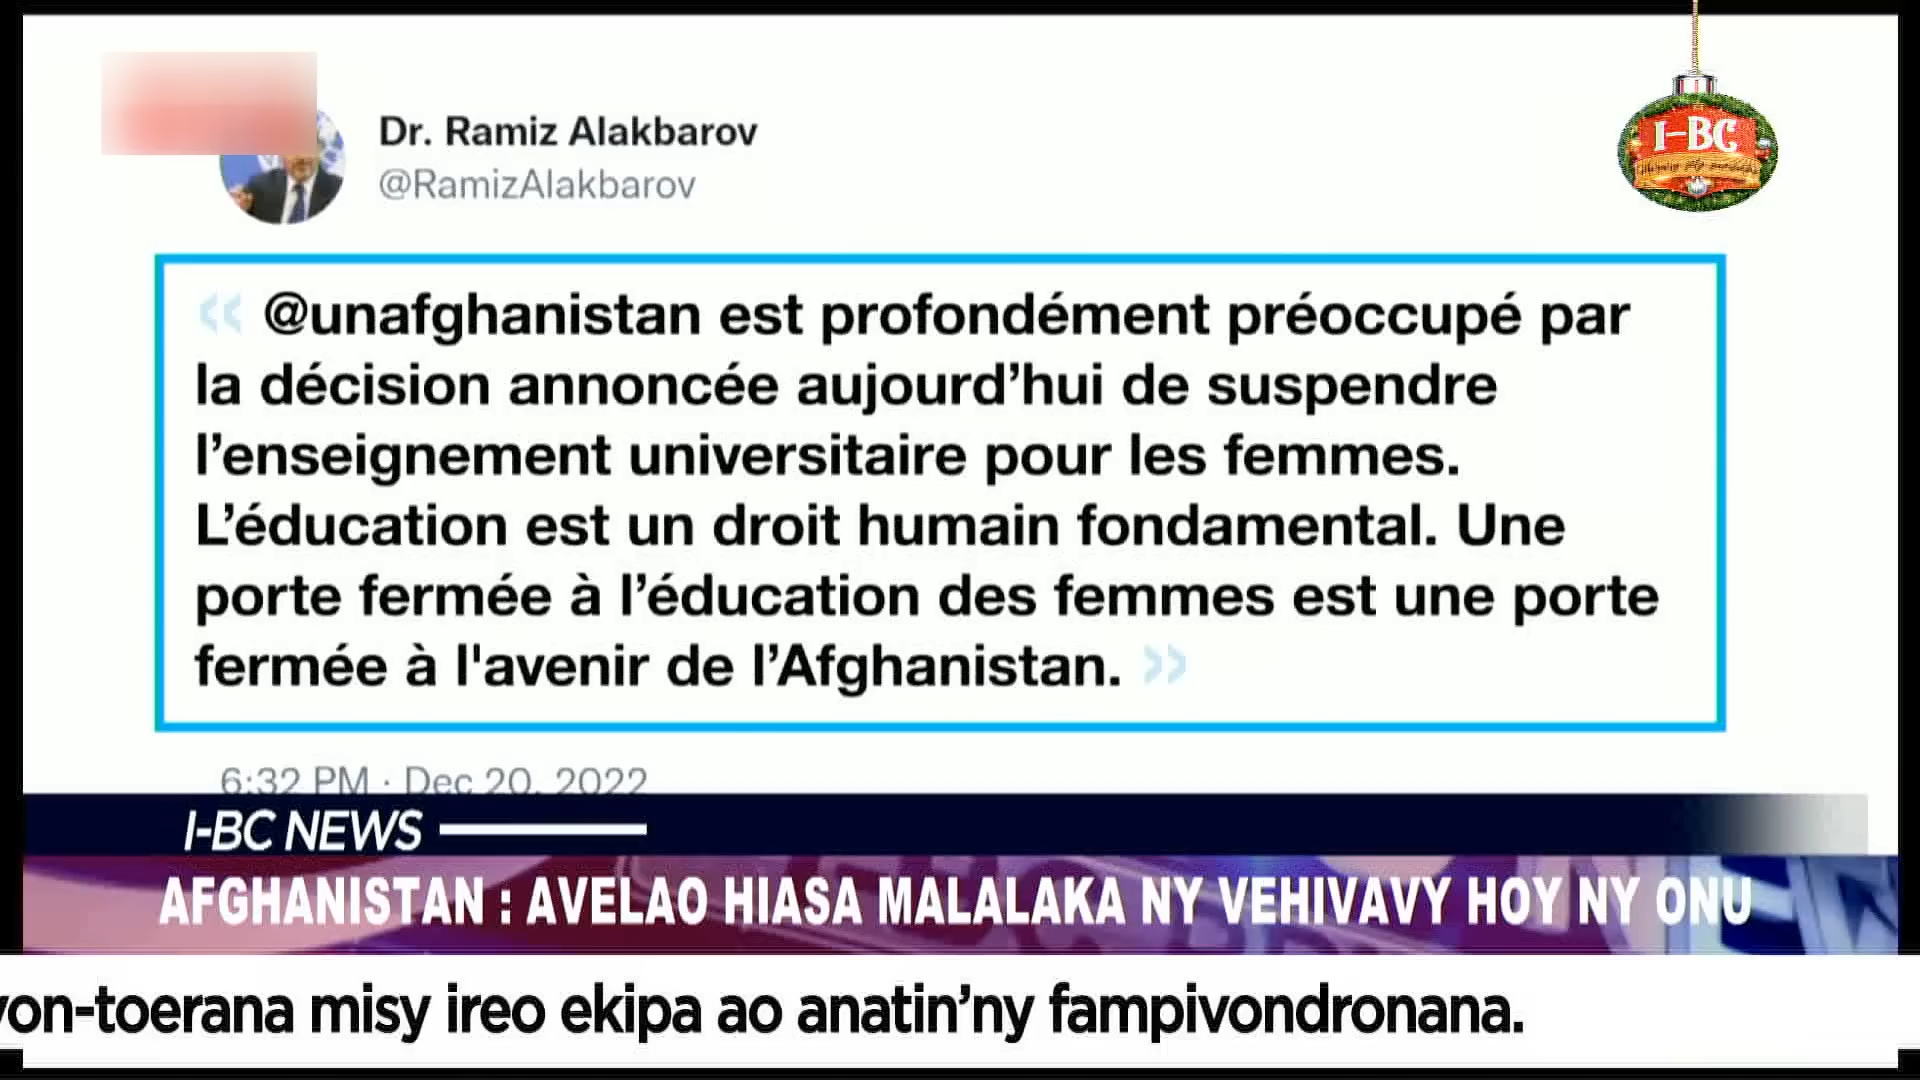 Dr. Ramiz Alakbarov
@RamizAlakbarov
I-BC
« @unafghanistan est profondément préoccupé par
la décision annoncée aujourd’hui de suspendre
l’enseignement universitaire pour les femmes.
L’éducation est un droit humain fondamental. Une
porte fermée à l’éducation des femmes est une porte
fermée à l'avenir de l’Afghanistan. »
6:32 PM · Dec 20, 2022
I-BC NEWS
AFGHANISTAN : AVELAO HIASA MALALAKA NY VEHIVAVY HOY NY ONU
von-toerana misy ireo ekipa ao anatin’ny fampivondronana.